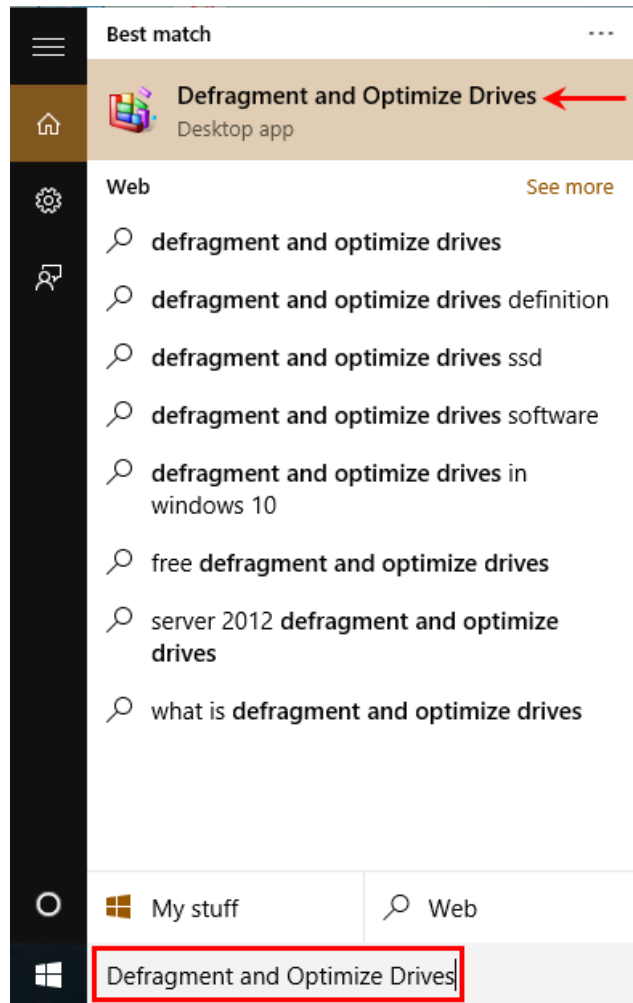 Best match
Defragment and Optimize Drives
Desktop app
Web See more
defragment and optimize drives
defragment and optimize drives definition
defragment and optimize drives ssd
defragment and optimize drives software
defragment and optimize drives in
windows 10
free defragment and optimize drives
server 2012 defragment and optimize
drives
what is defragment and optimize drives
My stuff Web
Defragment and Optimize Drives